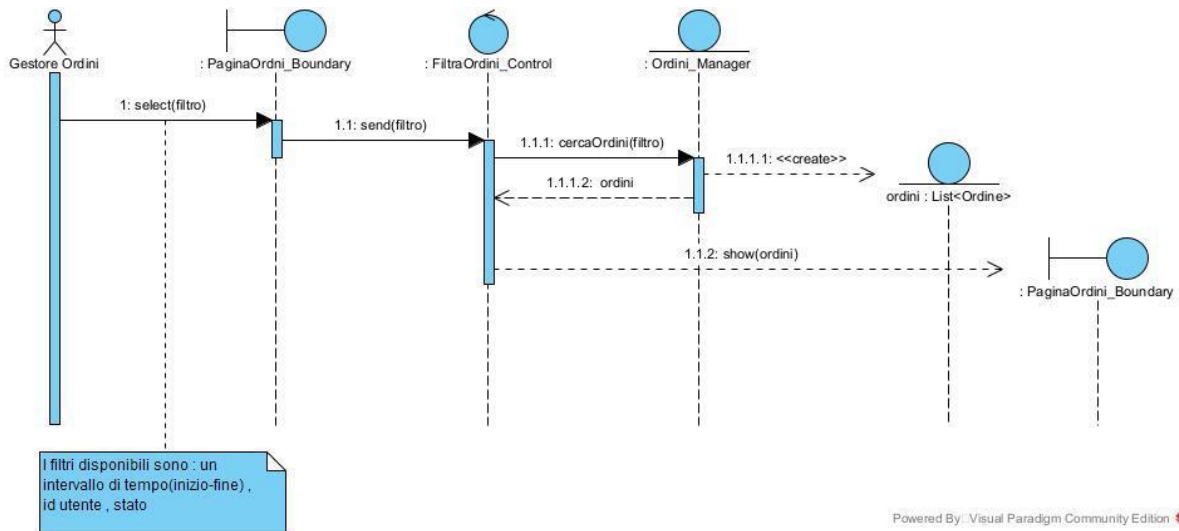 Gestore Ordini
: PaginaOrdni_Boundary
: FiltraOrdini_Control
: Ordini_Manager
1: select(filtro)
1.1: send(filtro)
1.1.1: cercaOrdini(filtro)
1.1.1.1: <<create>>
1.1.1.2: ordini
ordini : List<Ordine>
1.1.2: show(ordini)
: PaginaOrdini_Boundary
I filtri disponibili sono : un
intervallo di tempo(inizio-fine) ,
id utente , stato
Powered By Visual Paradigm Community Edition